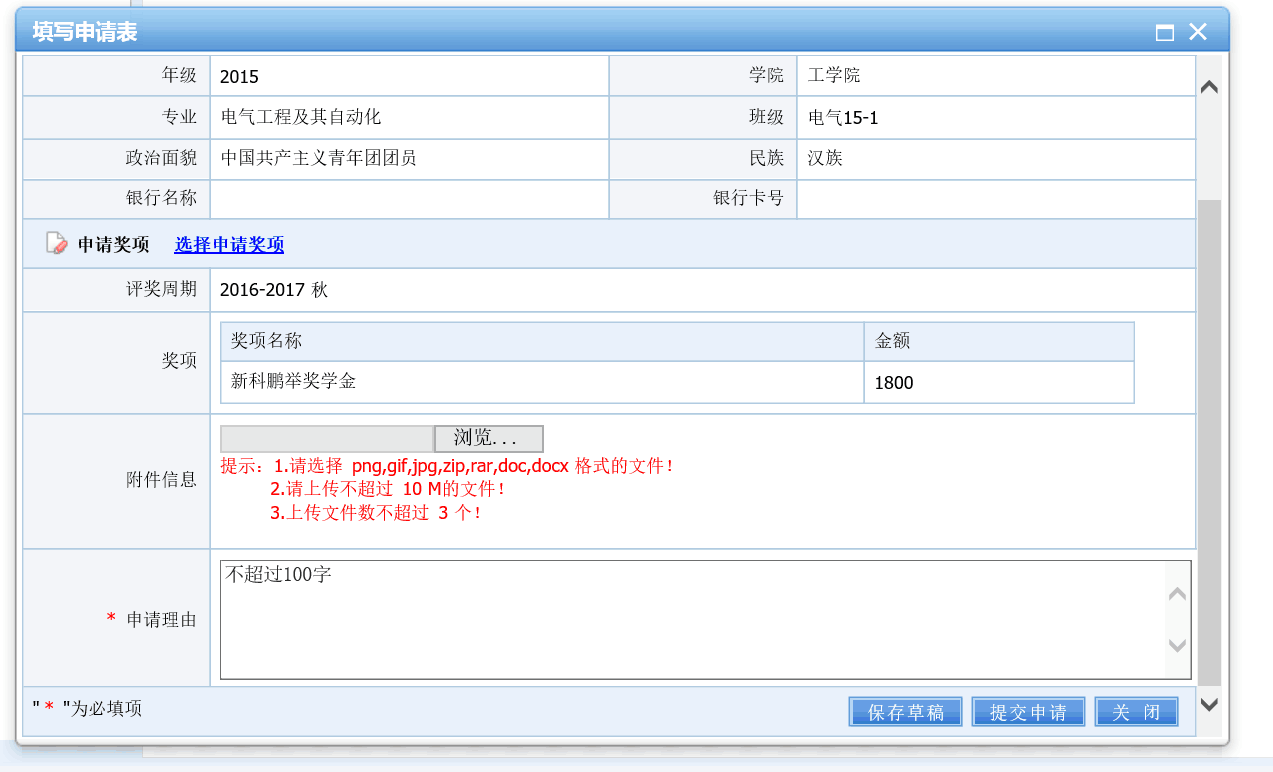 填写申请表
年级 2015 学院 工学院
专业 电气工程及其自动化 班级 电气15-1
政治面貌 中国共产主义青年团团员 民族 汉族
银行名称 银行卡号
申请奖项 选择申请奖项
评奖周期 2016-2017 秋
奖项名称 金额
奖项
新科鹏举奖学金 1800
浏览...
提示：1.请选择 png,gif,jpg,zip,rar,doc,docx 格式的文件！
附件信息
2.请上传不超过 10 M的文件！
3.上传文件数不超过 3 个！
不超过100字
* 申请理由
"*"为必填项 保存草稿 提交申请 关 闭